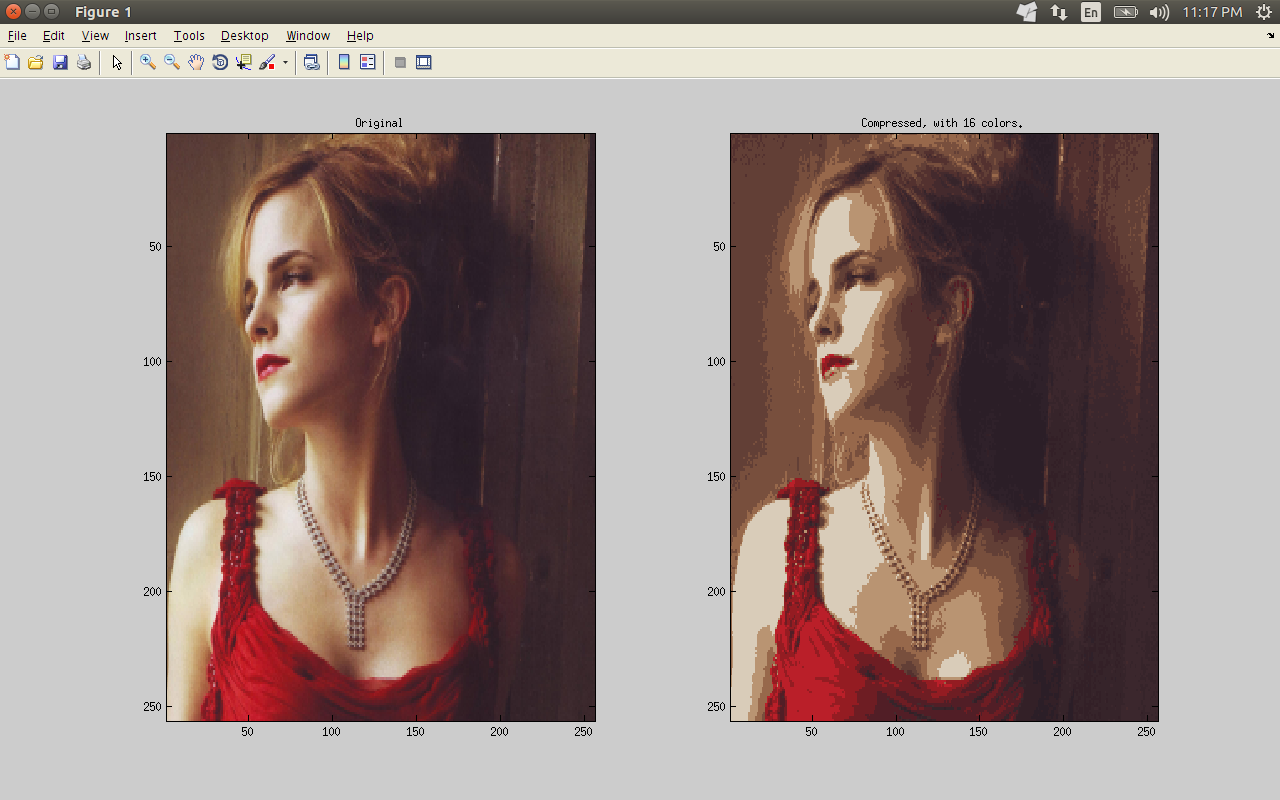 Figure 1
En
11:17 PM
File Edit View Insert Tools Desktop Window Help
Original
50
100
150
200
250
50 100 150 200 250
Compressed, with 16 colors.
50
100
150
200
250
50 100 150 200 250